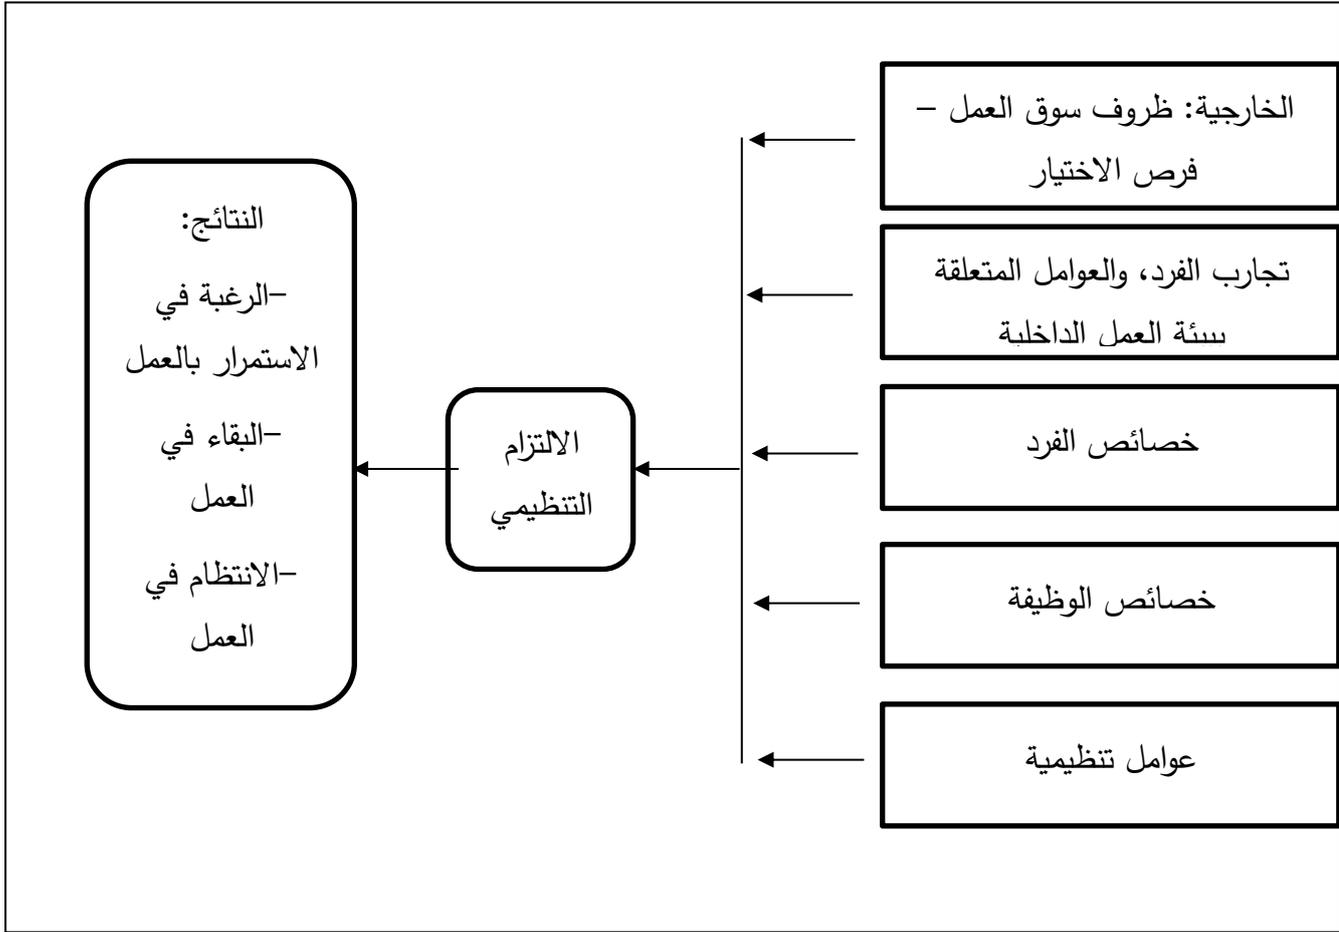 الخارجية: ظروف سوق العمل –
فرص الاختيار
تجارب الفرد، والعوامل المتعلقة
ببيئة العمل الداخلية
خصائص الفرد
خصائص الوظيفة
عوامل تنظيمية
الالتزام
التنظيمي
النتائج:
–الرغبة في
الاستمرار بالعمل
–البقاء في
العمل
–الانتظام في
العمل